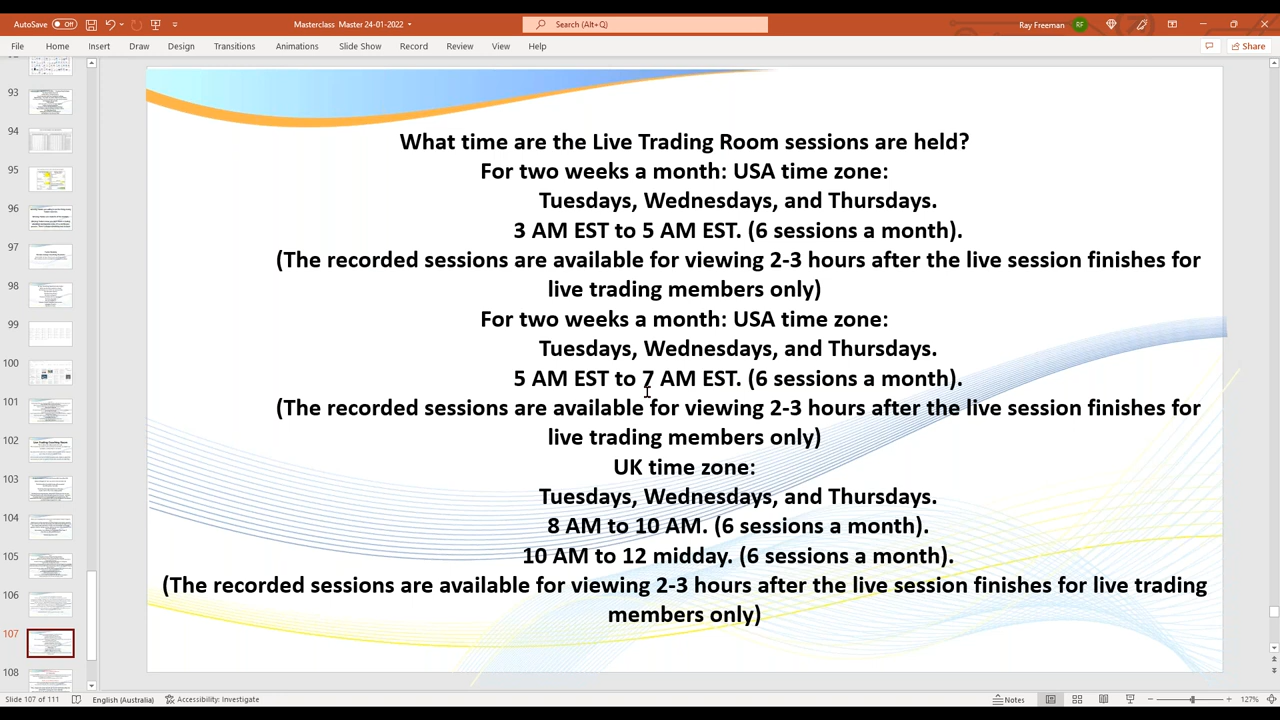 AutoSave Off Masterclass Master 24-01-2022 Search (Alt+Q) Ray Freeman RF
File Home Insert Draw Design Transitions Animations Slide Show Record Review View Help Share
93
94
96
97
98
99
100
101
102
103
104
105
106
107
108
What time are the Live Trading Room sessions are held?
For two weeks a month: USA time zone:
Tuesdays, Wednesdays, and Thursdays.
3 AM EST to 5 AM EST. (6 sessions a month).
(The recorded sessions are available for viewing 2-3 hours after the live session finishes for
live trading members only)
For two weeks a month: USA time zone:
Tuesdays, Wednesdays, and Thursdays.
5 AM EST to 7 AM EST. (6 sessions a month).
(The recorded sessions are available for viewing 2-3 hours after the live session finishes for
live trading members only)
UK time zone:
Tuesdays, Wednesdays, and Thursdays.
8 AM to 10 AM. (6 sessions a month).
10 AM to 12 midday. (6 sessions a month).
(The recorded sessions are available for viewing 2-3 hours after the live session finishes for live trading
members only)
Slide 107 of 111 English (Australia) Accessibility: Investigate Notes 127%